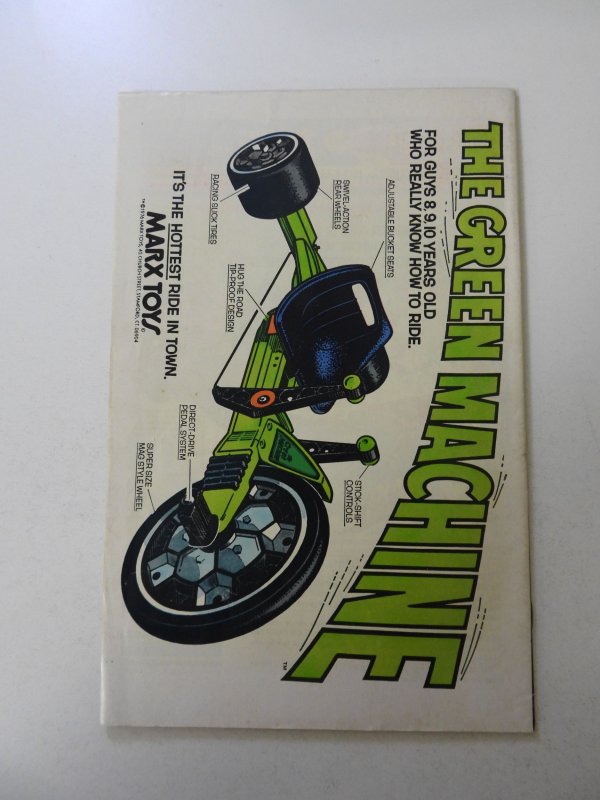 THE GREEN MACHINE
TM
FOR GUYS 8, 9, 10 YEARS OLD
WHO REALLY KNOW HOW TO RIDE.
ADJUSTABLE BUCKET SEATS
SWIVEL-ACTION
REAR WHEELS
RACING SLICK TIRES
HUG THE ROAD
TIP-PROOF DESIGN
STICK-SHIFT
CONTROLS
DIRECT-DRIVE
PEDAL SYSTEM
SUPER SIZE
MAG STYLE WHEEL
IT'S THE HOTTEST RIDE IN TOWN.
MARX TOYS®